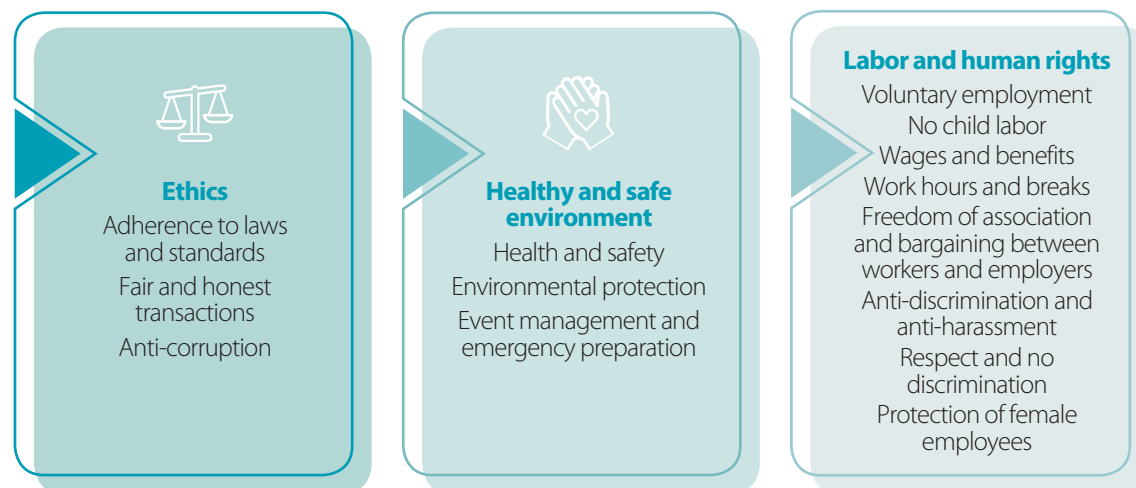 Ethics
Adherence to laws
and standards
Fair and honest
transactions
Anti-corruption
Healthy and safe
environment
Health and safety
Environmental protection
Event management and
emergency preparation
Labor and human rights
Voluntary employment
No child labor
Wages and benefits
Work hours and breaks
Freedom of association
and bargaining between
workers and employers
Anti-discrimination and
anti-harassment
Respect and no
discrimination
Protection of female
employees